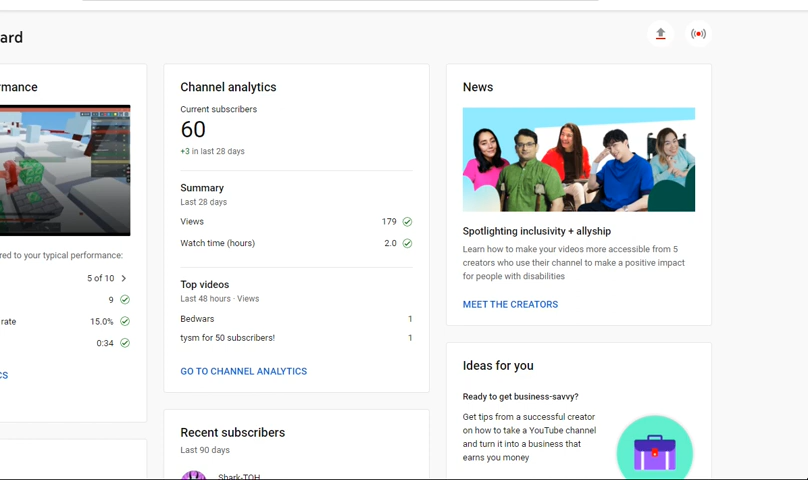 ard
rmance
red to your typical performance:
5 of 10
9
rate 15.0%
0:34
CS
Channel analytics
Current subscribers
60
+3 in last 28 days
Summary
Last 28 days
Views 179
Watch time (hours) 2.0
Top videos
Last 48 hours · Views
Bedwars 1
tysm for 50 subscribers! 1
GO TO CHANNEL ANALYTICS
Recent subscribers
Last 90 days
Shark-TOH
News
Spotlighting inclusivity + allyship
Learn how to make your videos more accessible from 5
creators who use their channel to make a positive impact
for people with disabilities
MEET THE CREATORS
Ideas for you
Ready to get business-savvy?
Get tips from a successful creator
on how to take a YouTube channel
and turn it into a business that
earns you money